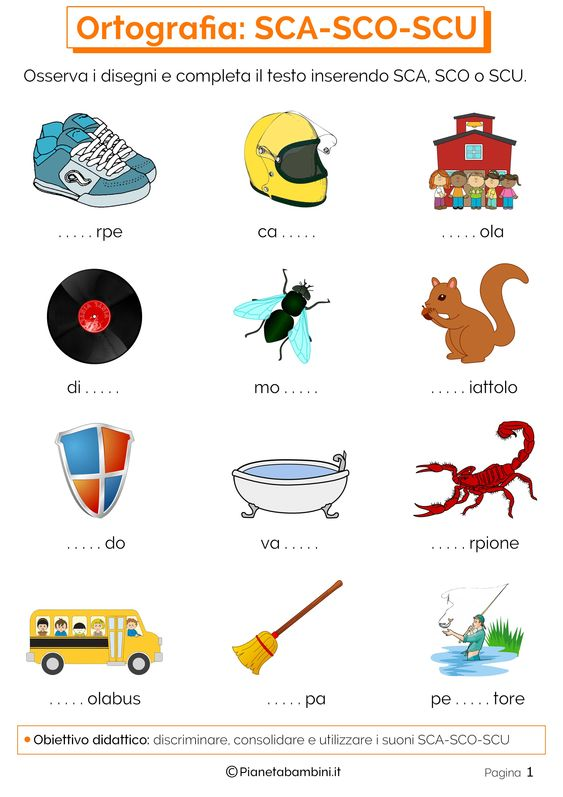 Ortografia: SCA-SCO-SCU
Osserva i disegni e completa il testo inserendo SCA, SCO o SCU.
. . . . . rpe
ca . . . . .
. . . . . ola
di . . . . .
mo . . . . .
. . . . . iattolo
. . . . . do
va . . . . .
. . . . . rpione
. . . . . olabus
. . . . . pa
pe . . . . . tore
Obiettivo didattico: discriminare, consolidare e utilizzare i suoni SCA-SCO-SCU
©Pianetabambini.it
Pagina 1